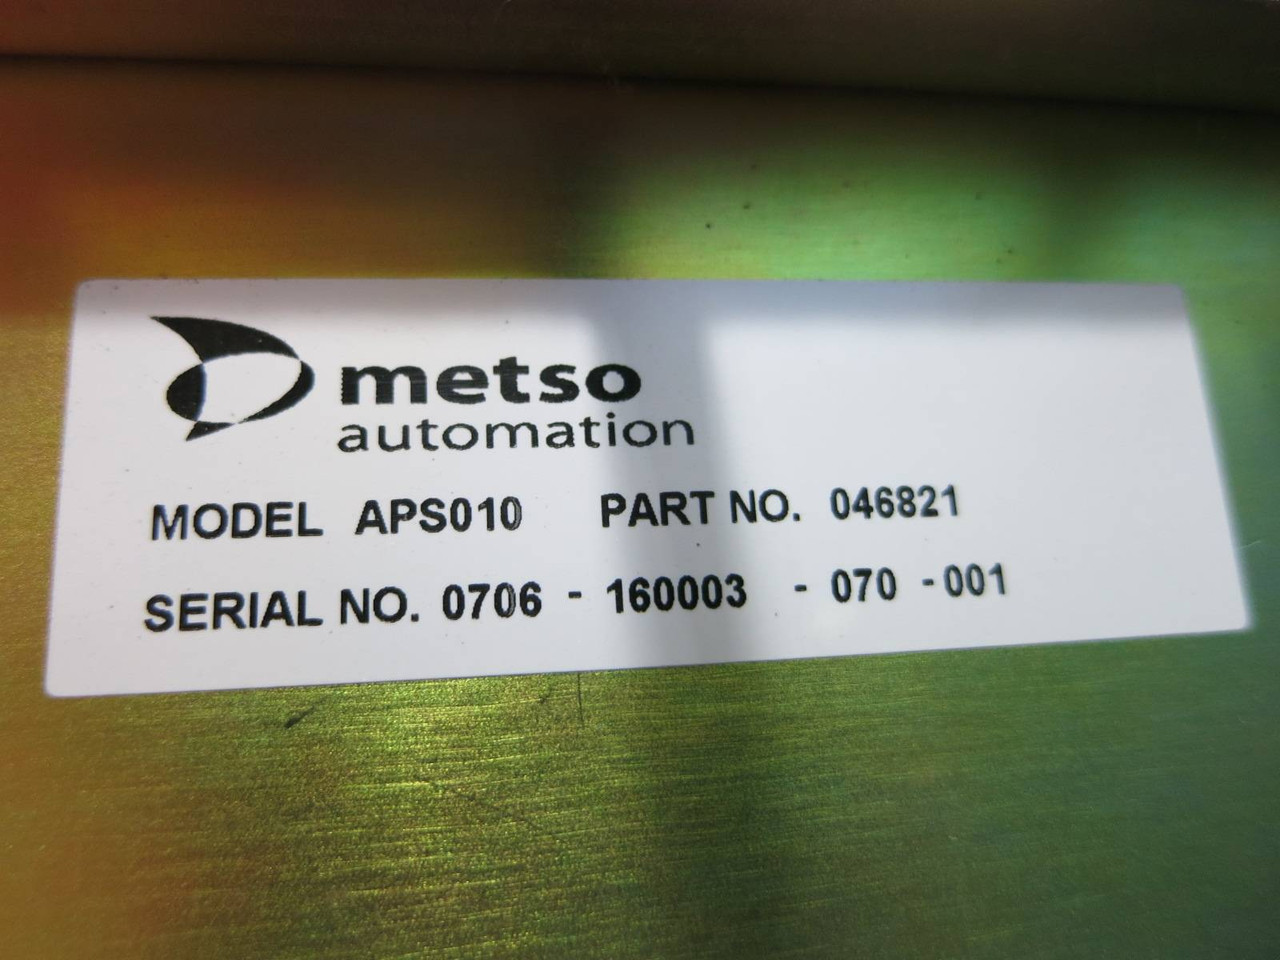 metso
automation
MODEL APS010 PART NO. 046821
SERIAL NO. 0706 - 160003 - 070 - 001